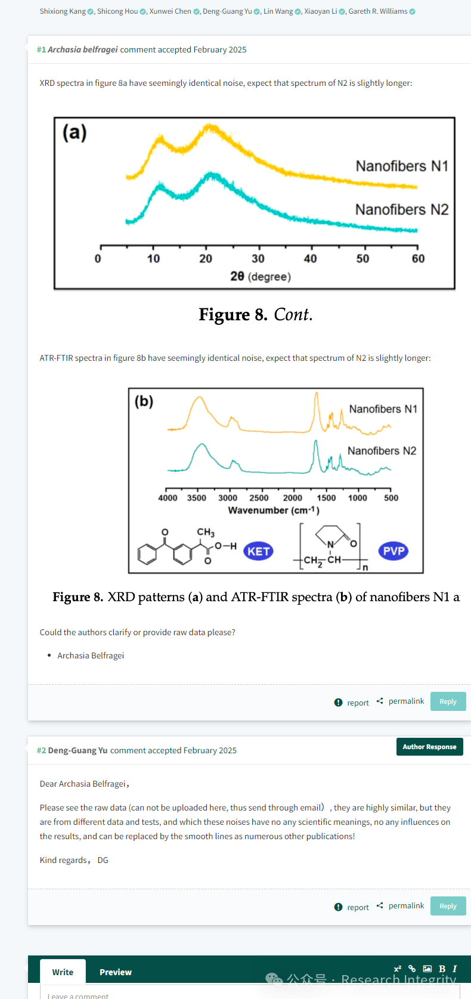 Shixiong Kang, Shicong Hou, Xunwei Chen, Deng-Guang Yu, Lin Wang, Xiaoyan Li, Gareth R. Williams
#1 Archasia belfragei comment accepted February 2025
XRD spectra in figure 8a have seemingly identical noise, expect that spectrum of N2 is slightly longer:
(a)
Nanofibers N1
Nanofibers N2
0 10 20 30 40 50 60
2θ (degree)
Figure 8. Cont.
ATR-FTIR spectra in figure 8b have seemingly identical noise, expect that spectrum of N2 is slightly longer:
(b)
Nanofibers N1
Nanofibers N2
4000 3500 3000 2500 2000 1500 1000 500
Wavenumber (cm-1)
O CH3 O–H O KET
N O CH2 CH n PVP
Figure 8. XRD patterns (a) and ATR-FTIR spectra (b) of nanofibers N1 a
Could the authors clarify or provide raw data please?
• Archasia Belfragei
report permalink Reply
#2 Deng-Guang Yu comment accepted February 2025 Author Response
Dear Archasia Belfragei，
Please see the raw data (can not be uploaded here, thus send through email）, they are highly similar, but they
are from different data and tests, and which these noises have no any scientific meanings, no any influences on
the results, and can be replaced by the smooth lines as numerous other publications!
Kind regards， DG
report permalink Reply
Write Preview x² B I
公众号 · Research Integrity
Leave a comment